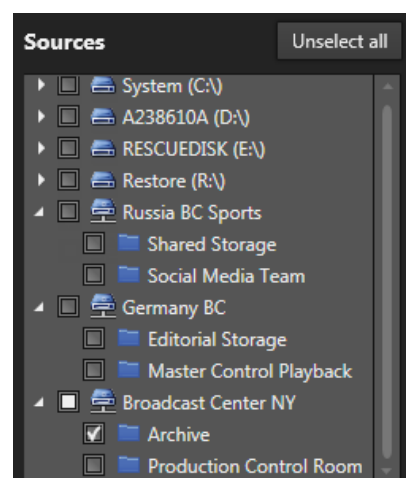 Sources
Unselect all
System (C:\)
A238610A (D:\)
RESCUEDISK (E:\)
Restore (R:\)
Russia BC Sports
Shared Storage
Social Media Team
Germany BC
Editorial Storage
Master Control Playback
Broadcast Center NY
Archive
Production Control Room